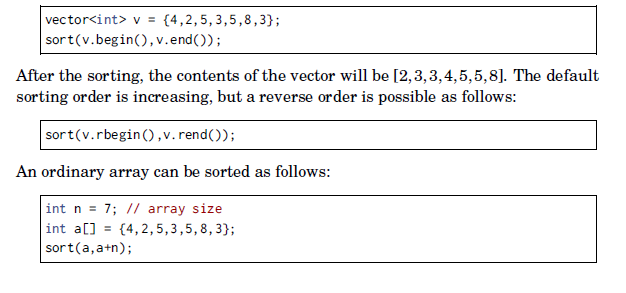 vector<int> v = {4,2,5,3,5,8,3};
sort(v.begin(),v.end());
After the sorting, the contents of the vector will be [2,3,3,4,5,5,8]. The default
sorting order is increasing, but a reverse order is possible as follows:
sort(v.rbegin(),v.rend());
An ordinary array can be sorted as follows:
int n = 7; // array size
int a[] = {4,2,5,3,5,8,3};
sort(a,a+n);